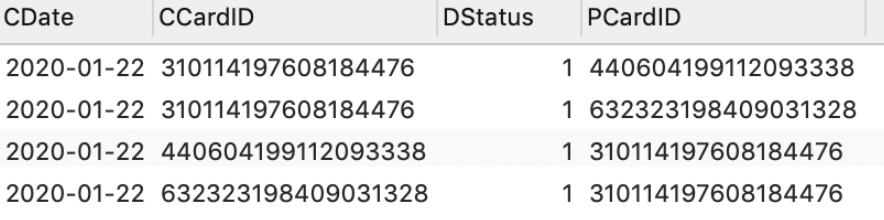 CDate CCardID DStatus PCardID
2020-01-22 310114197608184476 1 440604199112093338
2020-01-22 310114197608184476 1 632323198409031328
2020-01-22 440604199112093338 1 310114197608184476
2020-01-22 632323198409031328 1 310114197608184476